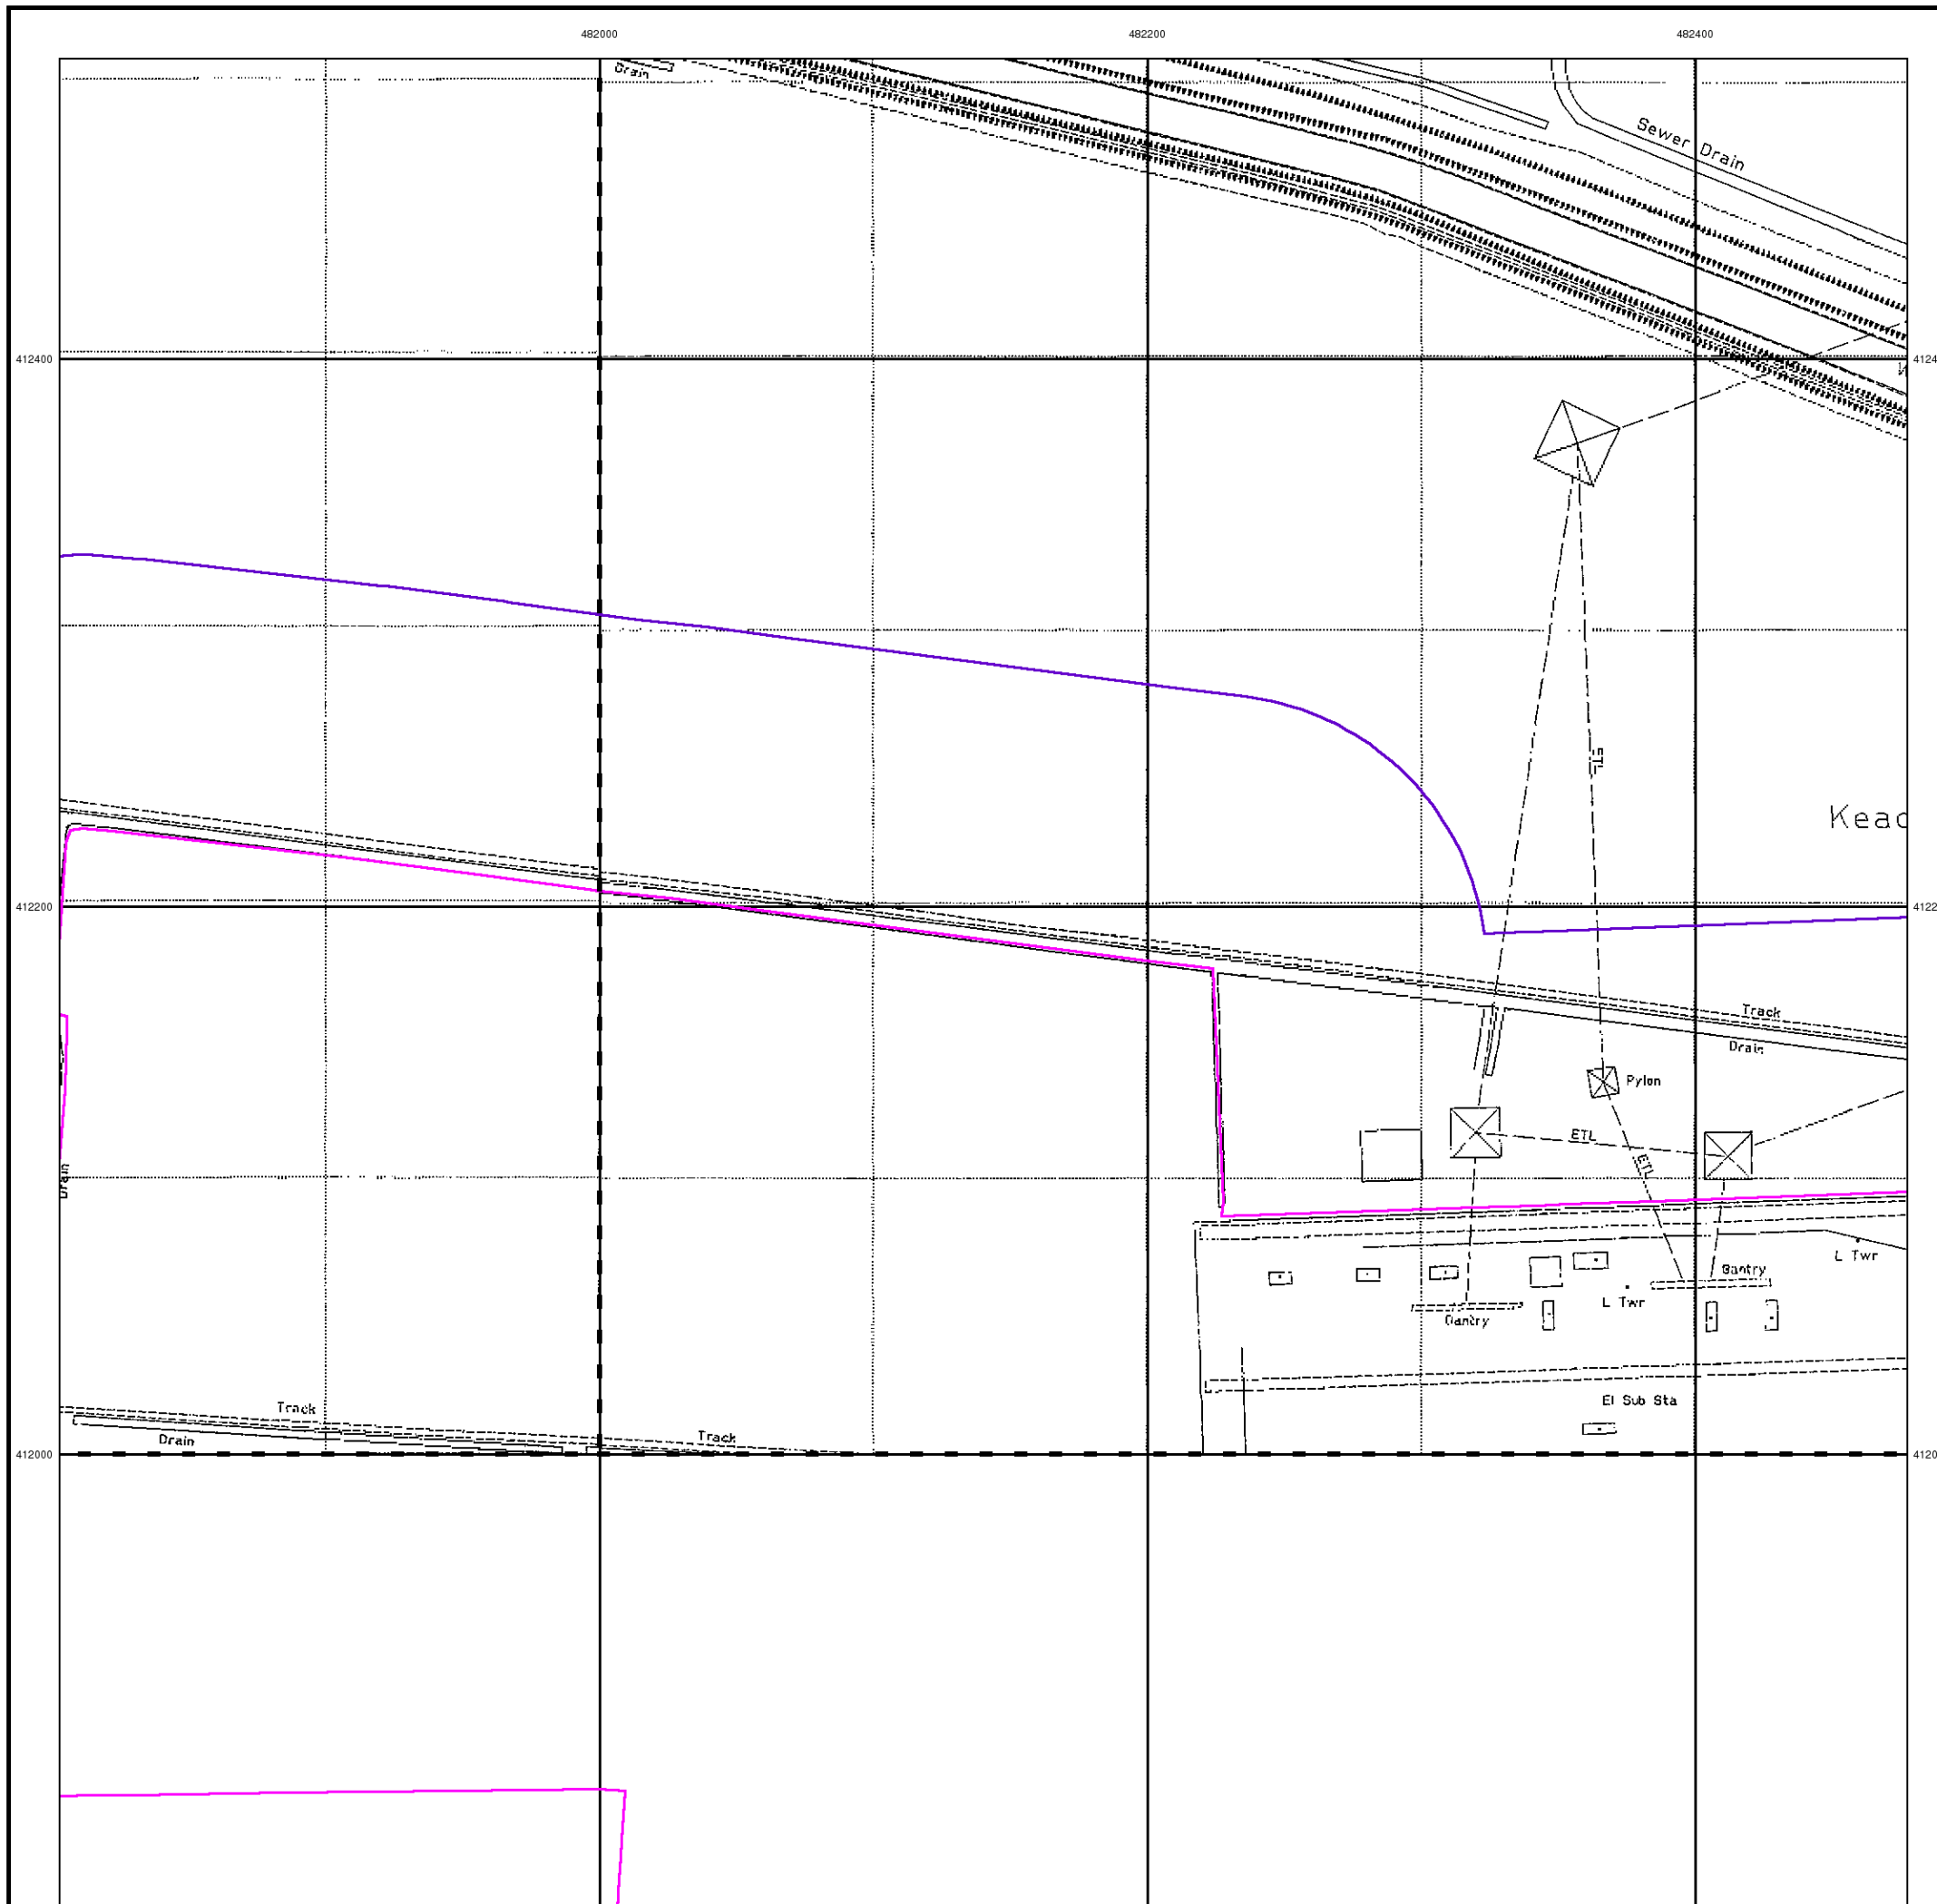 482000
482200
482400
Drain
Sewer Drain
412400
ETL
Keac
412200
Track
Drain
Pylon
ETL
ETL
Drain
L Twr
Gantry
L Twr
Gantry
El Sub Sta
Track
Drain
Track
412000